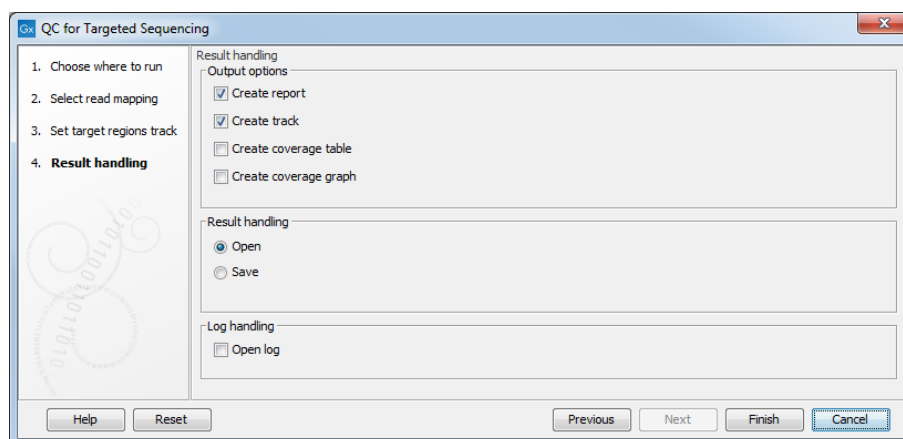 Gx QC for Targeted Sequencing
1. Choose where to run
2. Select read mapping
3. Set target regions track
4. Result handling
Result handling
Output options
Create report
Create track
Create coverage table
Create coverage graph
Result handling
Open
Save
Log handling
Open log
Help Reset Previous Next Finish Cancel